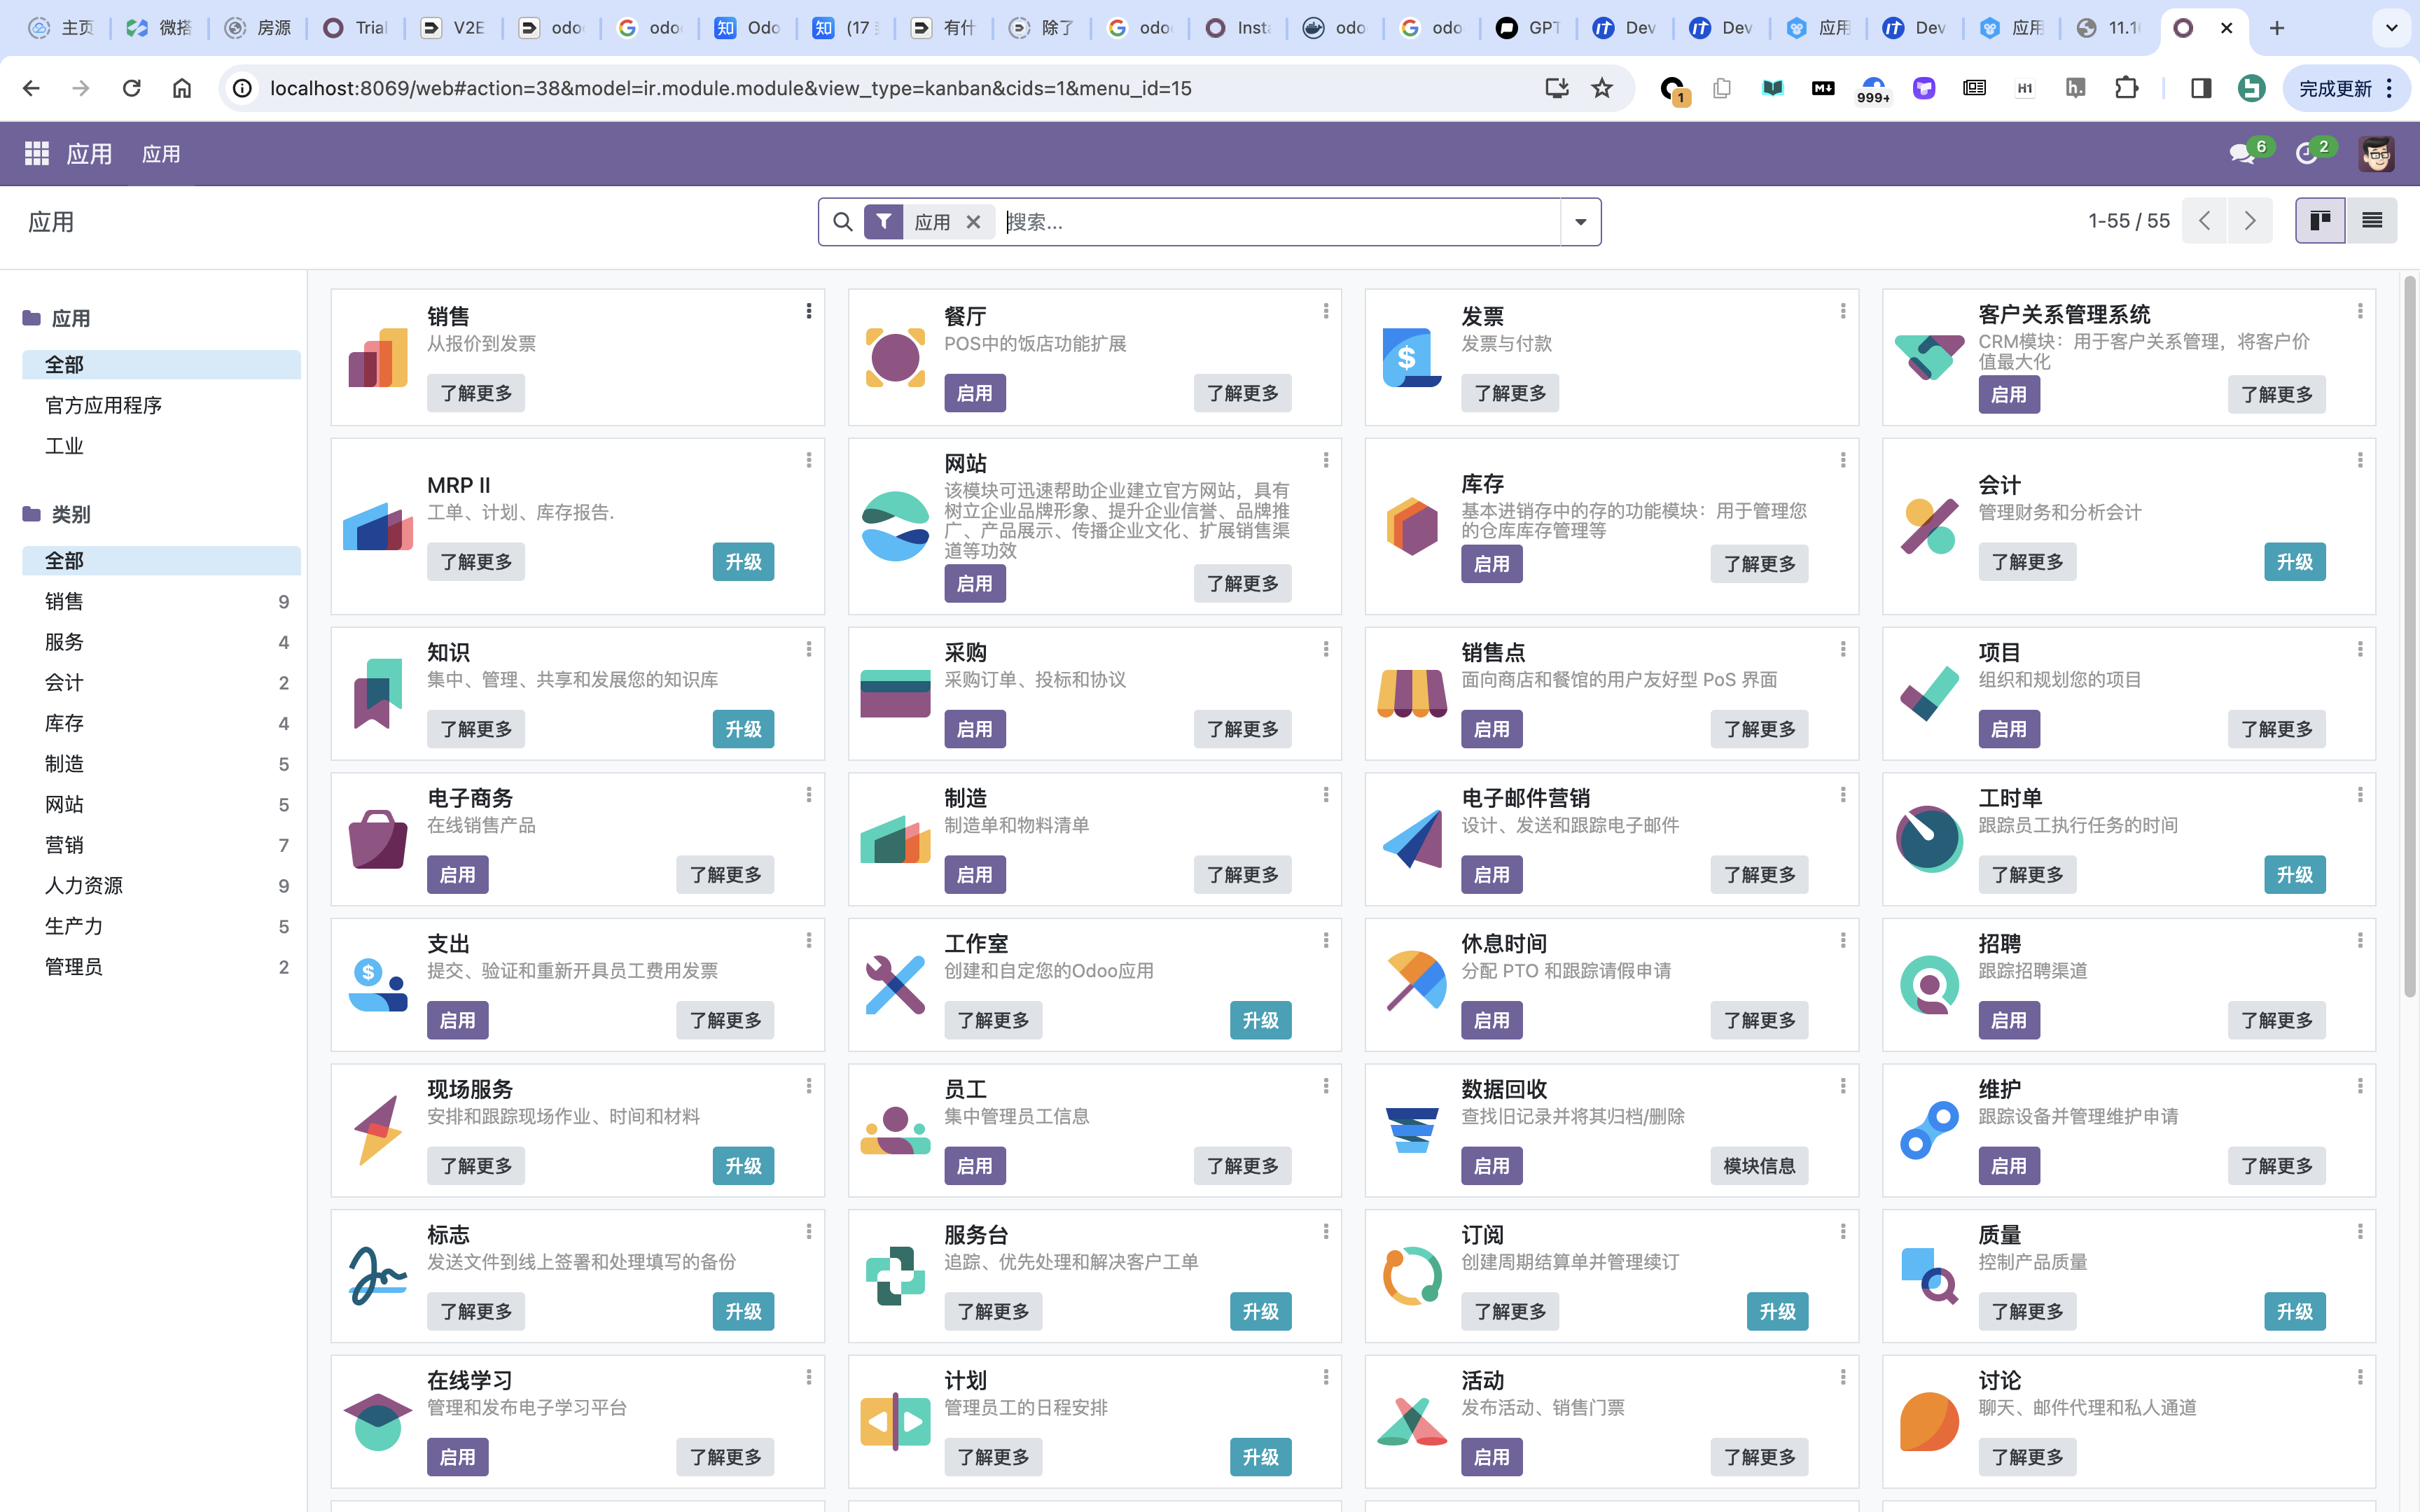 主页
微搭
房源
Trial
V2E
odoo
odoo
Odo
(17
有什
除了
odoo
Insta
odo
odo
GPT
Dev
Dev
应用
Dev
应用
11.1
localhost:8069/web#action=38&model=ir.module.module&view_type=kanban&cids=1&menu_id=15
1
999+
H1
完成更新
应用 应用
6
2
应用
应用 搜索...
1-55 / 55
应用
全部
官方应用程序
工业
类别
全部
销售 9
服务 4
会计 2
库存 4
制造 5
网站 5
营销 7
人力资源 9
生产力 5
管理员 2
销售
从报价到发票
了解更多
餐厅
POS中的饭店功能扩展
启用 了解更多
发票
发票与付款
了解更多
客户关系管理系统
CRM模块：用于客户关系管理，将客户价
值最大化
启用 了解更多
MRP II
工单、计划、库存报告.
了解更多 升级
网站
该模块可迅速帮助企业建立官方网站，具有
树立企业品牌形象、提升企业信誉、品牌推
广、产品展示、传播企业文化、扩展销售渠
道等功效
启用 了解更多
库存
基本进销存中的存的功能模块：用于管理您
的仓库库存管理等
启用 了解更多
会计
管理财务和分析会计
了解更多 升级
知识
集中、管理、共享和发展您的知识库
了解更多 升级
采购
采购订单、投标和协议
启用 了解更多
销售点
面向商店和餐馆的用户友好型 PoS 界面
启用 了解更多
项目
组织和规划您的项目
启用 了解更多
电子商务
在线销售产品
启用 了解更多
制造
制造单和物料清单
启用 了解更多
电子邮件营销
设计、发送和跟踪电子邮件
启用 了解更多
工时单
跟踪员工执行任务的时间
了解更多 升级
支出
提交、验证和重新开具员工费用发票
启用 了解更多
工作室
创建和自定您的Odoo应用
了解更多 升级
休息时间
分配 PTO 和跟踪请假申请
启用 了解更多
招聘
跟踪招聘渠道
启用 了解更多
现场服务
安排和跟踪现场作业、时间和材料
了解更多 升级
员工
集中管理员工信息
启用 了解更多
数据回收
查找旧记录并将其归档/删除
启用 模块信息
维护
跟踪设备并管理维护申请
启用 了解更多
标志
发送文件到线上签署和处理填写的备份
了解更多 升级
服务台
追踪、优先处理和解决客户工单
了解更多 升级
订阅
创建周期结算单并管理续订
了解更多 升级
质量
控制产品质量
了解更多 升级
在线学习
管理和发布电子学习平台
启用 了解更多
计划
管理员工的日程安排
了解更多 升级
活动
发布活动、销售门票
启用 了解更多
讨论
聊天、邮件代理和私人通道
了解更多